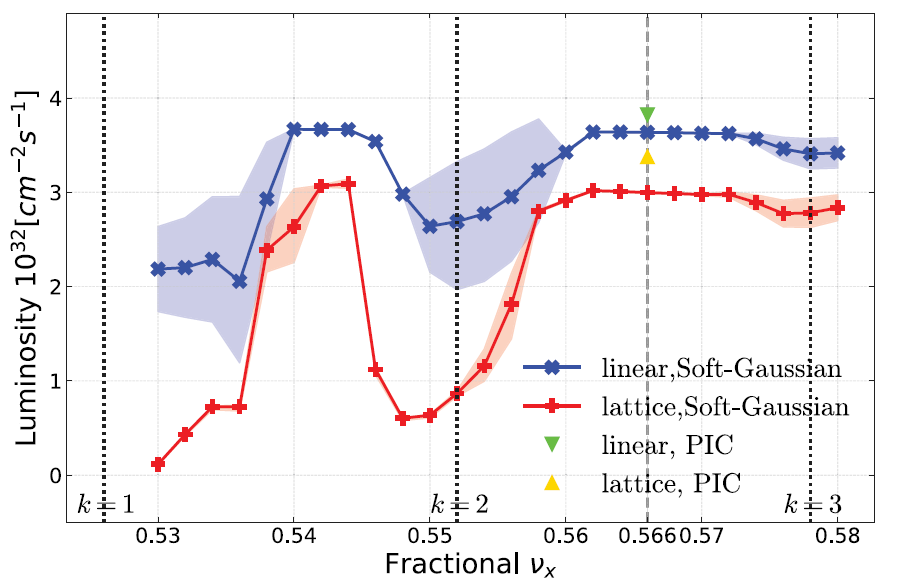 Luminosity 10^{32}[cm^{-2}s^{-1}]
4
3
2
1
0
linear,Soft-Gaussian
lattice,Soft-Gaussian
linear, PIC
lattice, PIC
k = 1
k = 2
k = 3
0.53 0.54 0.55 0.56 0.566 0.57 0.58
Fractional ν_x